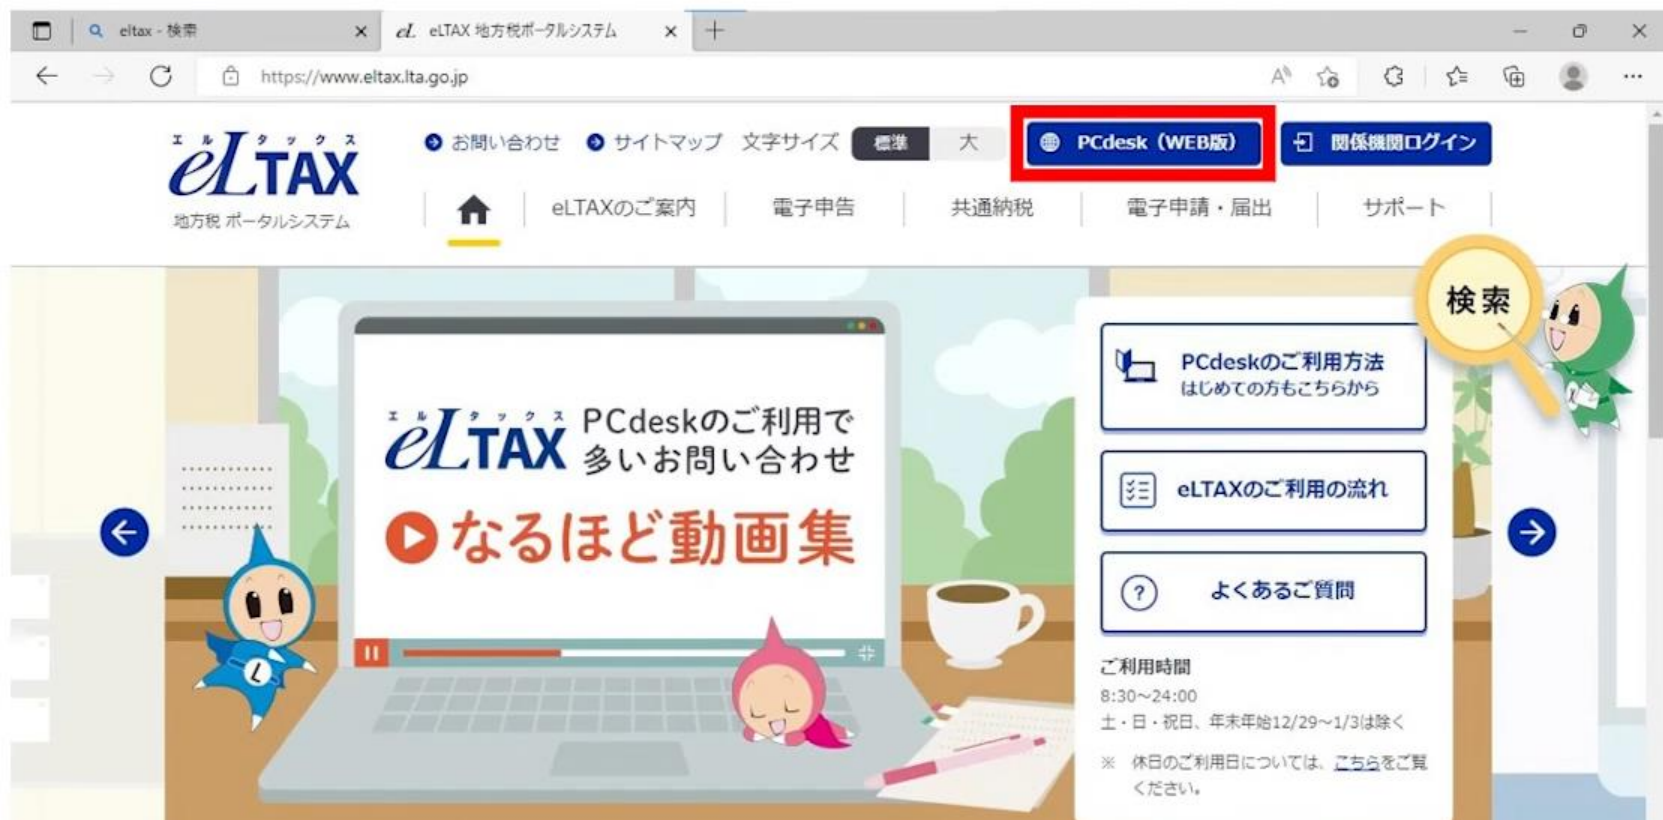 eltax - 検索
eLTAX 地方税ポータルシステム
https://www.eltax.lta.go.jp
エルタックス
eLTAX
地方税 ポータルシステム
お問い合わせ
サイトマップ
文字サイズ
標準
大
PCdesk（WEB版）
関係機関ログイン
eLTAXのご案内
電子申告
共通納税
電子申請・届出
サポート
検索
エルタックス
eLTAX
PCdeskのご利用で
多いお問い合わせ
なるほど動画集
PCdeskのご利用方法
はじめての方もこちらから
eLTAXのご利用の流れ
よくあるご質問
ご利用時間
8:30～24:00
土・日・祝日、年末年始12/29～1/3は除く
※ 休日のご利用日については、こちらをご覧
ください。
L